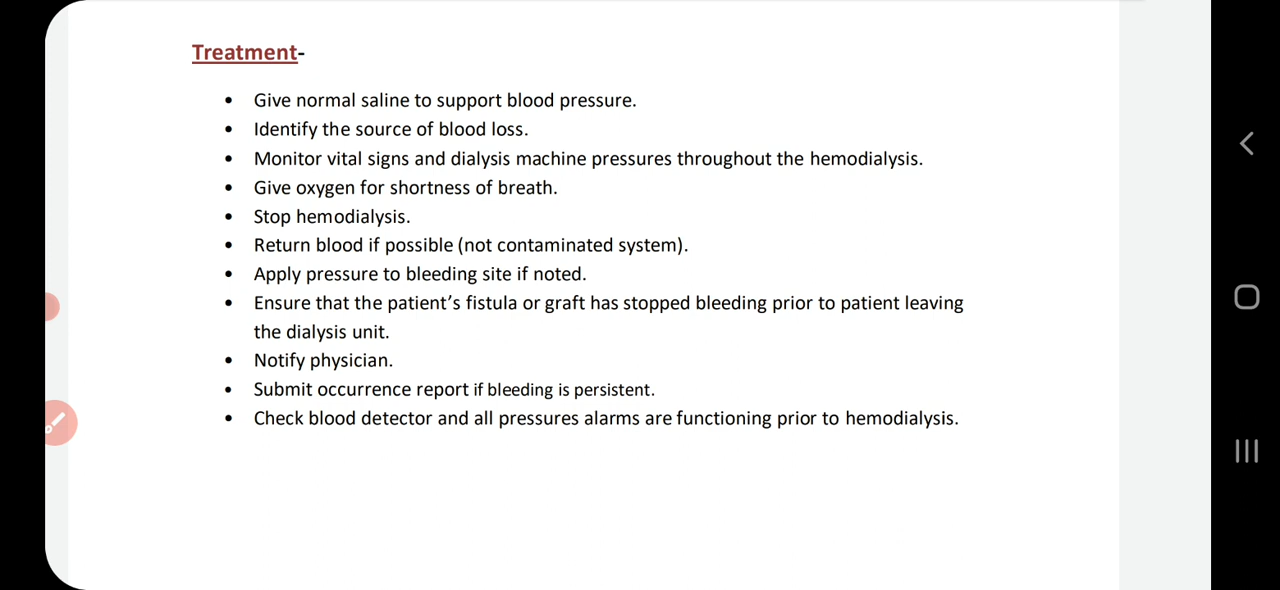 Treatment-
• Give normal saline to support blood pressure.
• Identify the source of blood loss.
• Monitor vital signs and dialysis machine pressures throughout the hemodialysis.
• Give oxygen for shortness of breath.
• Stop hemodialysis.
• Return blood if possible (not contaminated system).
• Apply pressure to bleeding site if noted.
• Ensure that the patient’s fistula or graft has stopped bleeding prior to patient leaving
the dialysis unit.
• Notify physician.
• Submit occurrence report if bleeding is persistent.
• Check blood detector and all pressures alarms are functioning prior to hemodialysis.